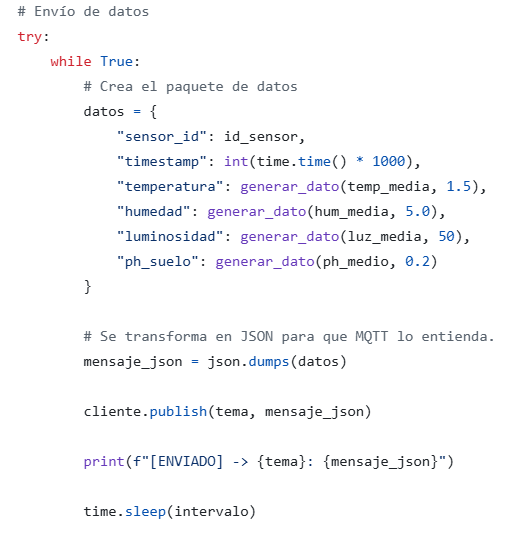 # Envío de datos
try:
    while True:
        # Crea el paquete de datos
        datos = {
            "sensor_id": id_sensor,
            "timestamp": int(time.time() * 1000),
            "temperatura": generar_dato(temp_media, 1.5),
            "humedad": generar_dato(hum_media, 5.0),
            "luminosidad": generar_dato(luz_media, 50),
            "ph_suelo": generar_dato(ph_medio, 0.2)
        }

        # Se transforma en JSON para que MQTT lo entienda.
        mensaje_json = json.dumps(datos)

        cliente.publish(tema, mensaje_json)

        print(f"[ENVIADO] -> {tema}: {mensaje_json}")

        time.sleep(intervalo)